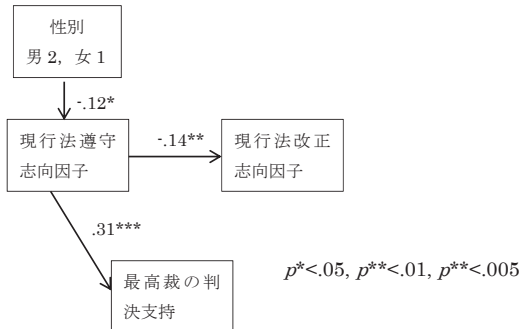 性別
男2，女1
-.12*
現行法遵守
志向因子
-.14**
現行法改正
志向因子
.31***
最高裁の判
決支持
p*<.05, p**<.01, p**<.005